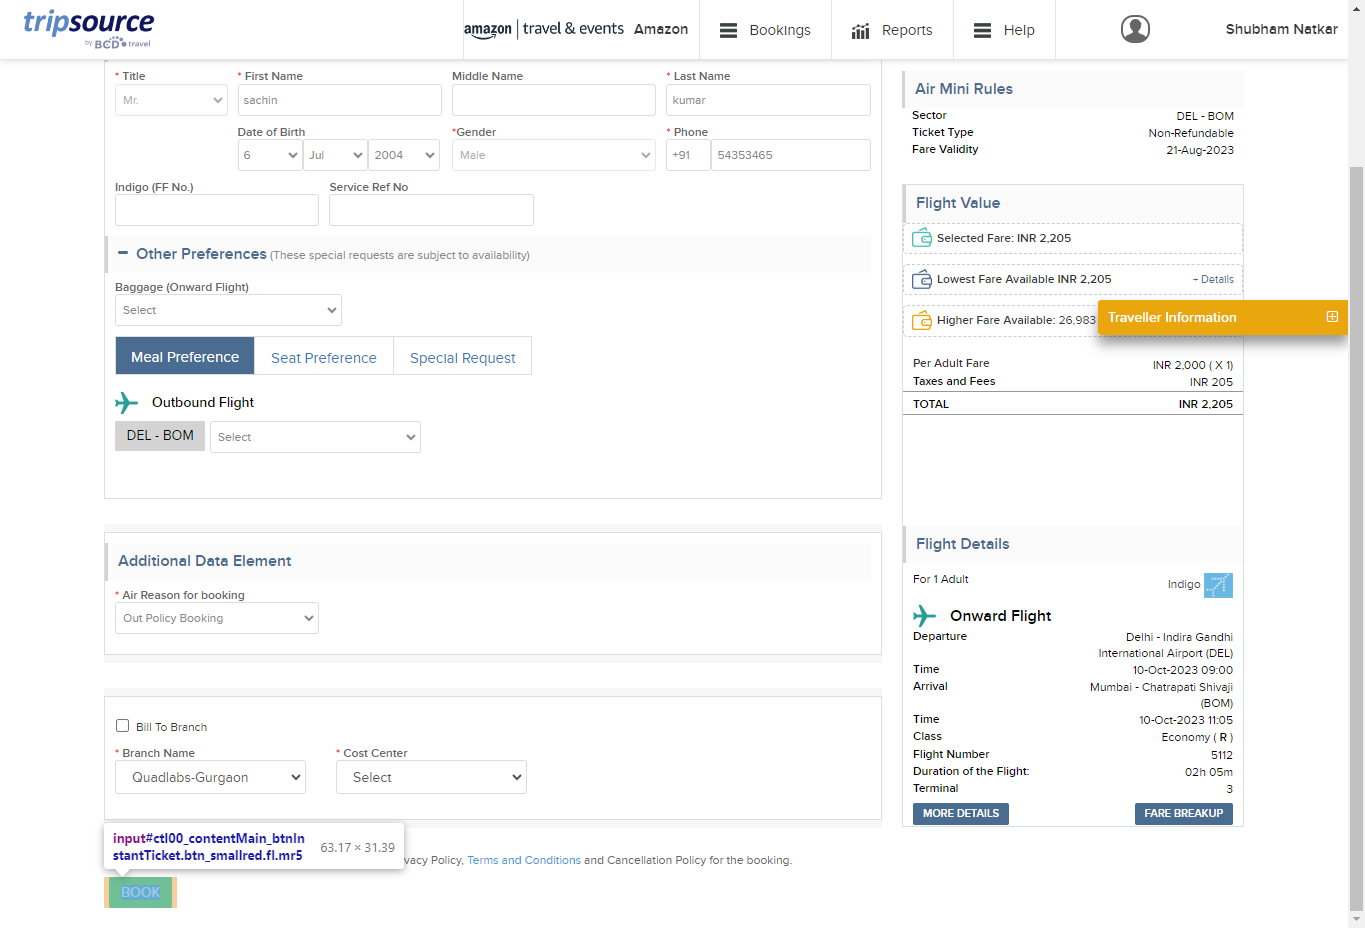 tripsource
by BCD travel
amazon | travel & events Amazon
Bookings
Reports
Help
Shubham Natkar
* Title
* First Name
Middle Name
* Last Name
Mr.
sachin
kumar
Date of Birth
*Gender
* Phone
6
Jul
2004
Male
+91
54353465
Indigo (FF No.)
Service Ref No
− Other Preferences (These special requests are subject to availability)
Baggage (Onward Flight)
Select
Meal Preference
Seat Preference
Special Request
Outbound Flight
DEL - BOM
Select
Additional Data Element
* Air Reason for booking
Out Policy Booking
Bill To Branch
* Branch Name
* Cost Center
Quadlabs-Gurgaon
Select
input#ctl00_contentMain_btnIn
stantTicket.btn_smallred.fl.mr5
63.17 × 31.39
vacy Policy, Terms and Conditions and Cancellation Policy for the booking.
BOOK
Air Mini Rules
Sector DEL - BOM
Ticket Type Non-Refundable
Fare Validity 21-Aug-2023
Flight Value
Selected Fare: INR 2,205
Lowest Fare Available INR 2,205 + Details
Higher Fare Available: 26,983
Traveller Information
Per Adult Fare INR 2,000 ( X 1)
Taxes and Fees INR 205
TOTAL INR 2,205
Flight Details
For 1 Adult
Indigo
Onward Flight
Departure Delhi - Indira Gandhi
International Airport (DEL)
Time 10-Oct-2023 09:00
Arrival Mumbai - Chatrapati Shivaji
(BOM)
Time 10-Oct-2023 11:05
Class Economy ( R )
Flight Number 5112
Duration of the Flight: 02h 05m
Terminal 3
MORE DETAILS
FARE BREAKUP